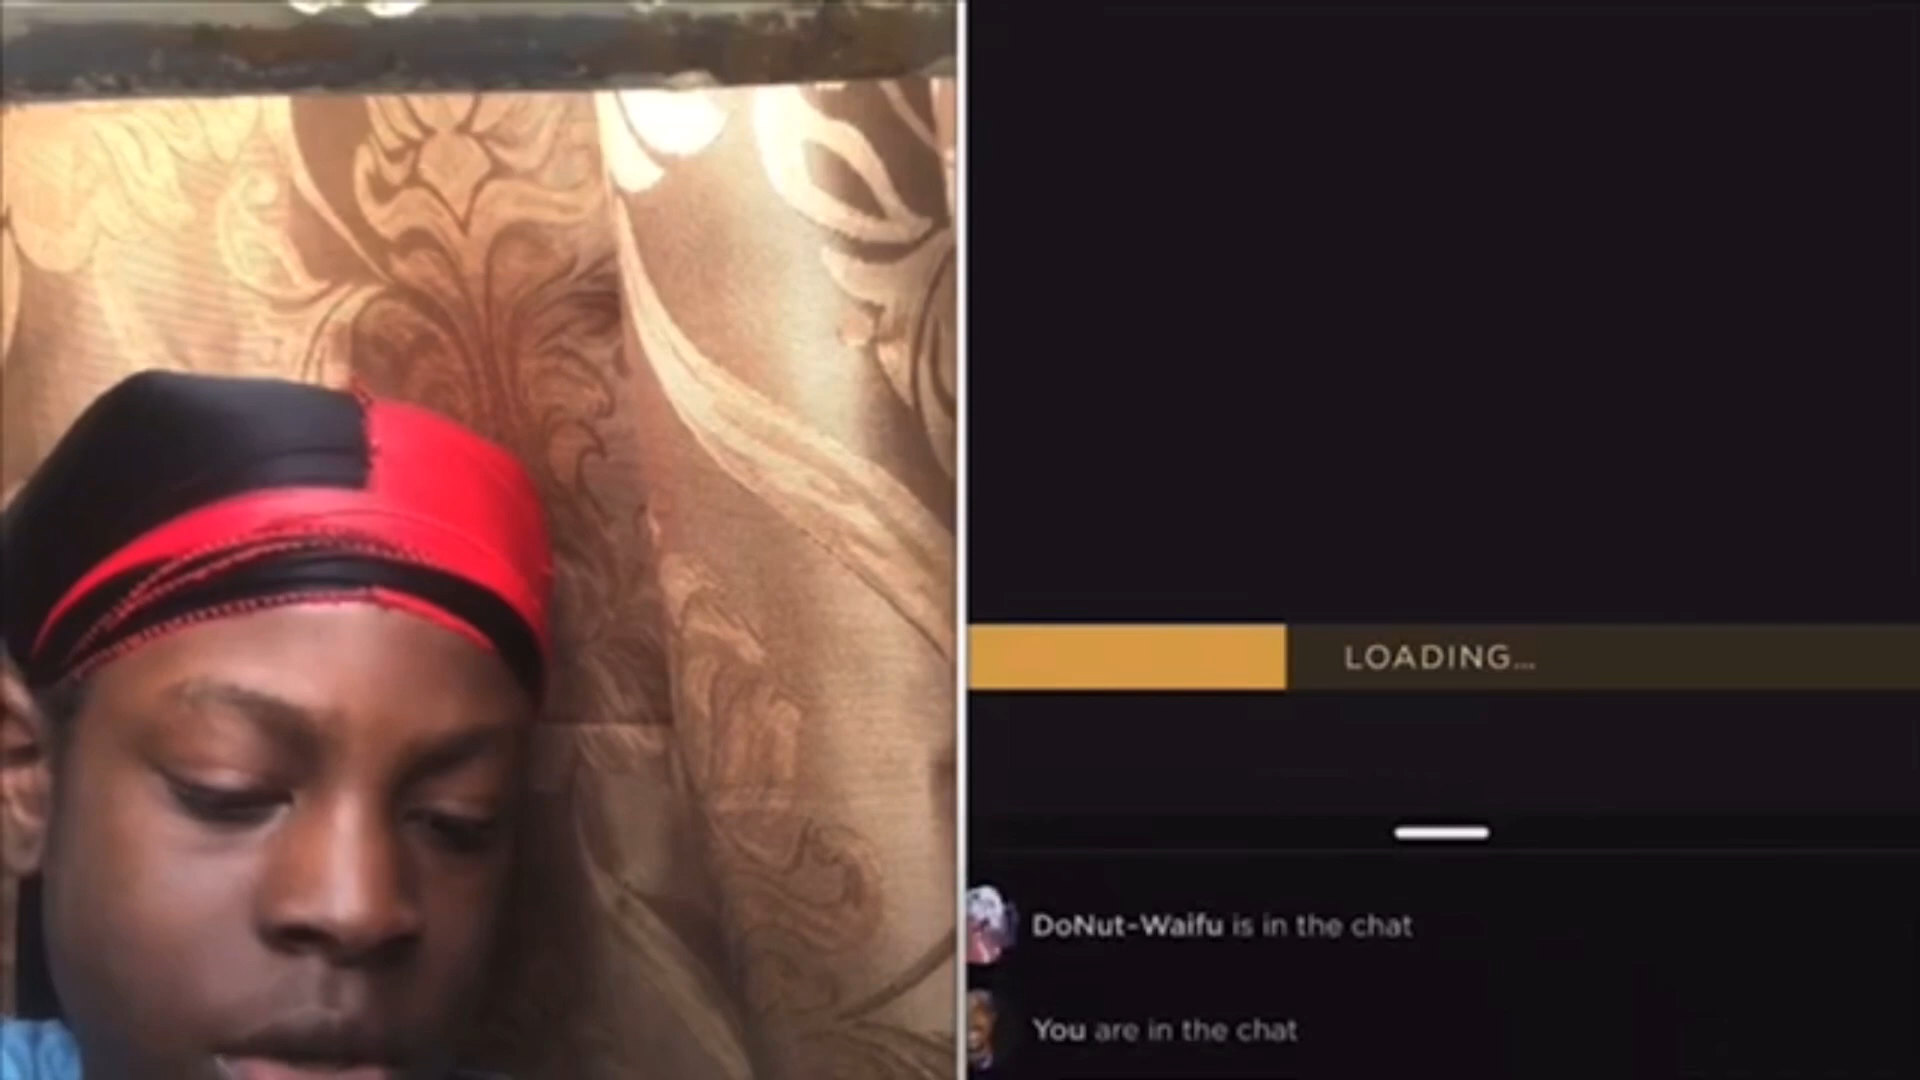 LOADING...
DoNut-Waifu is in the chat
You are in the chat